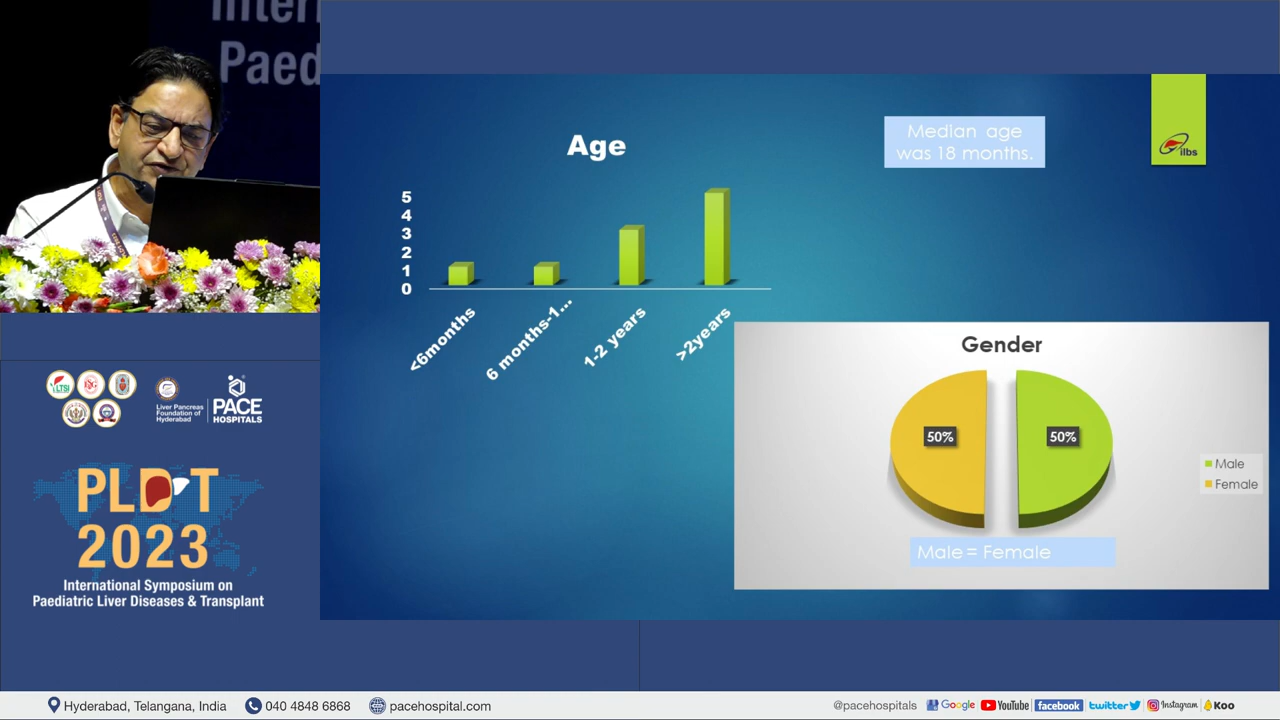 Inter
Paed
Age
Median age
was 18 months.
ilbs
5
4
3
2
1
0
<6months
6 months-1...
1-2 years
>2years
Gender
50%
50%
Male
Female
Male = Female
LTSI
Liver Pancreas
Foundation of
Hyderabad
PACE
HOSPITALS
PLDT
2023
International Symposium on
Paediatric Liver Diseases & Transplant
Hyderabad, Telangana, India
040 4848 6868
pacehospital.com
@pacehospitals
Google
YouTube
facebook
twitter
Instagram
Koo